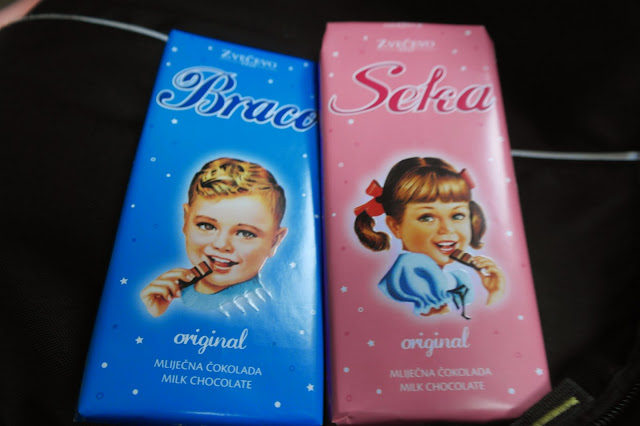 ZVEČEVO
Braco
original
MLIJEČNA ČOKOLADA
MILK CHOCOLATE
ZVEČEVO
Seka
original
MLIJEČNA ČOKOLADA
MILK CHOCOLATE